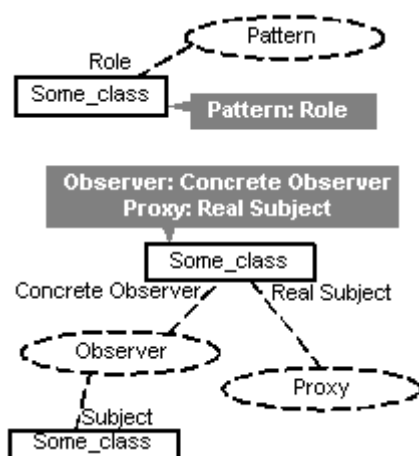 Pattern
Role
Some_class
Pattern: Role
Observer: Concrete Observer
Proxy: Real Subject
Some_class
Concrete Observer
Real Subject
Observer
Proxy
Subject
Some_class